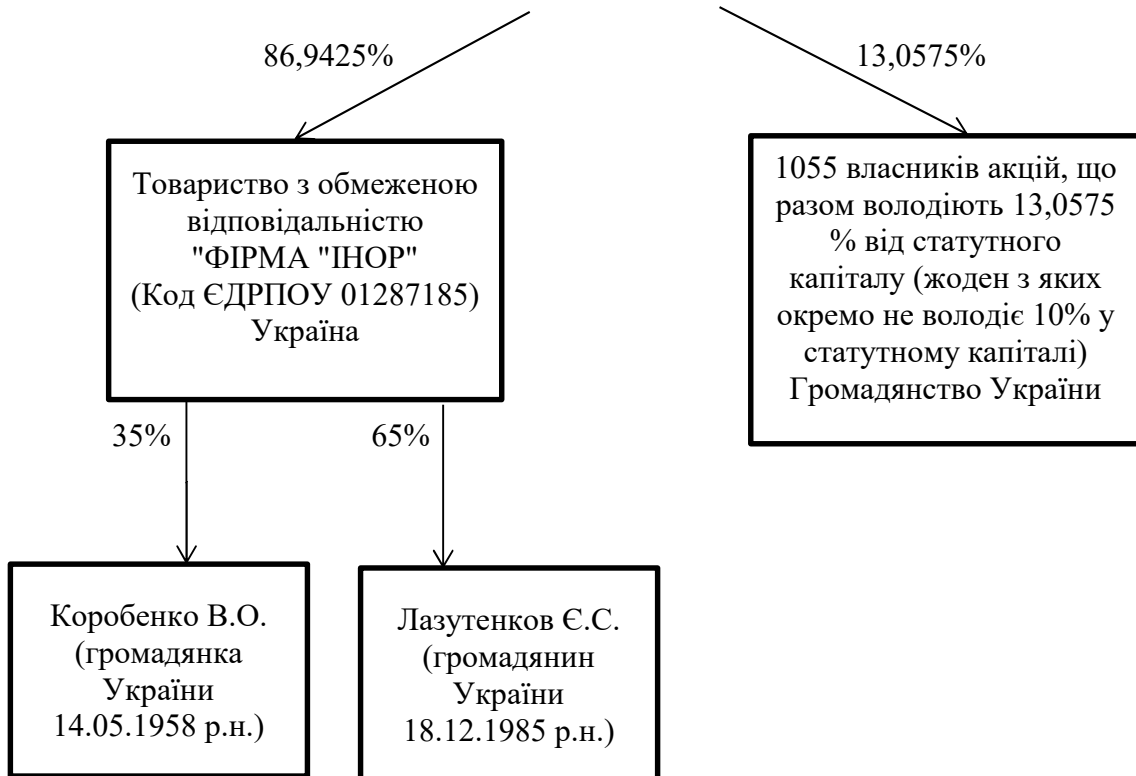 86,9425%
13,0575%
Товариство з обмеженою
відповідальністю
"ФІРМА "ІНОР"
(Код ЄДРПОУ 01287185)
Україна
1055 власників акцій, що
разом володіють 13,0575
% від статутного
капіталу (жоден з яких
окремо не володіє 10% у
статутному капіталі)
Громадянство України
35%
65%
Коробенко В.О.
(громадянка
України
14.05.1958 р.н.)
Лазутенков Є.С.
(громадянин
України
18.12.1985 р.н.)